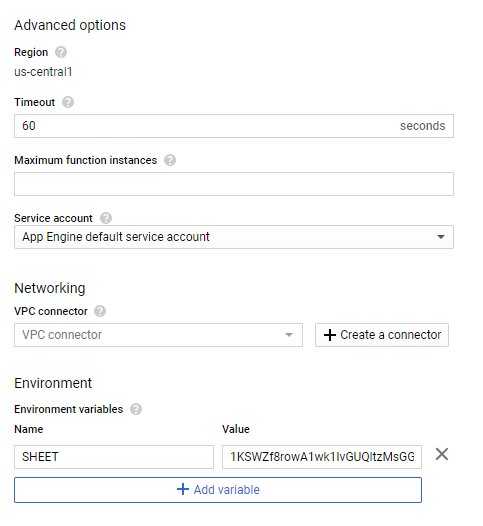 Advanced options
Region
us-central1
Timeout
60 seconds
Maximum function instances
Service account
App Engine default service account
Networking
VPC connector
VPC connector
Create a connector
Environment
Environment variables
Name Value
SHEET 1KSWZf8rowA1wk1IvGUQItzMsGG
Add variable